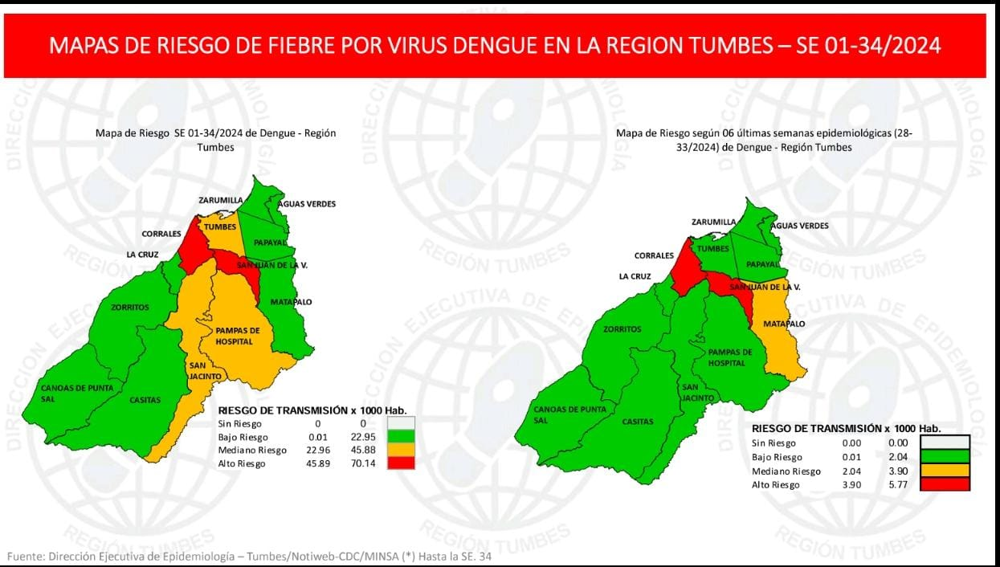 MAPAS DE RIESGO DE FIEBRE POR VIRUS DENGUE EN LA REGION TUMBES – SE 01-34/2024
Mapa de Riesgo SE 01-34/2024 de Dengue - Región
Tumbes
ZARUMILLA
AGUAS VERDES
TUMBES
CORRALES
PAPAYAL
LA CRUZ
SAN JUAN DE LA V.
ZORRITOS
MATAPALO
PAMPAS DE
HOSPITAL
SAN
JACINTO
CANOAS DE PUNTA
SAL
CASITAS
RIESGO DE TRANSMISIÓN x 1000 Hab.
Sin Riesgo 0 0
Bajo Riesgo 0.01 22.95
Mediano Riesgo 22.96 45.88
Alto Riesgo 45.89 70.14
Mapa de Riesgo según 06 últimas semanas epidemiológicas (28-
33/2024) de Dengue - Región Tumbes
ZARUMILLA
AGUAS VERDES
TUMBES
CORRALES
PAPAYAL
LA CRUZ
SAN JUAN DE LA V.
ZORRITOS
MATAPALO
PAMPAS DE
HOSPITAL
SAN
JACINTO
CANOAS DE PUNTA
SAL
CASITAS
RIESGO DE TRANSMISIÓN x 1000 Hab.
Sin Riesgo 0.00 0.00
Bajo Riesgo 0.01 2.04
Mediano Riesgo 2.04 3.90
Alto Riesgo 3.90 5.77
Fuente: Dirección Ejecutiva de Epidemiología – Tumbes/Notiweb-CDC/MINSA (*) Hasta la SE. 34